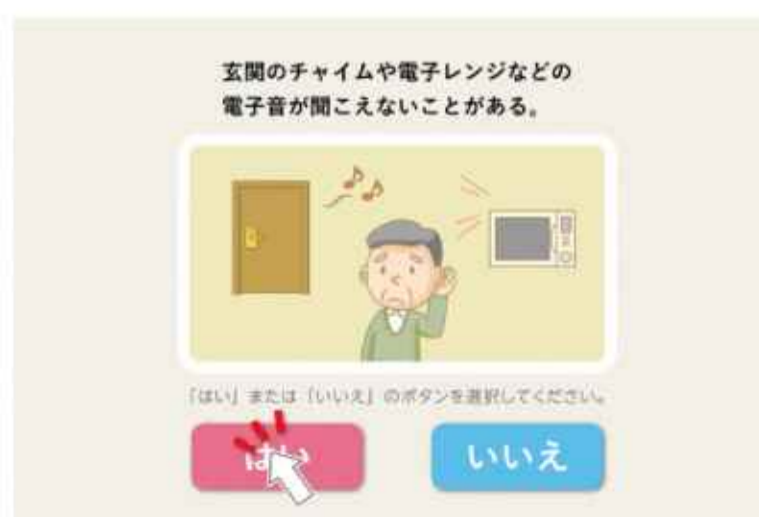 玄関のチャイムや電子レンジなどの
電子音が聞こえないことがある。
「はい」または「いいえ」のボタンを選択してください。
はい
いいえ